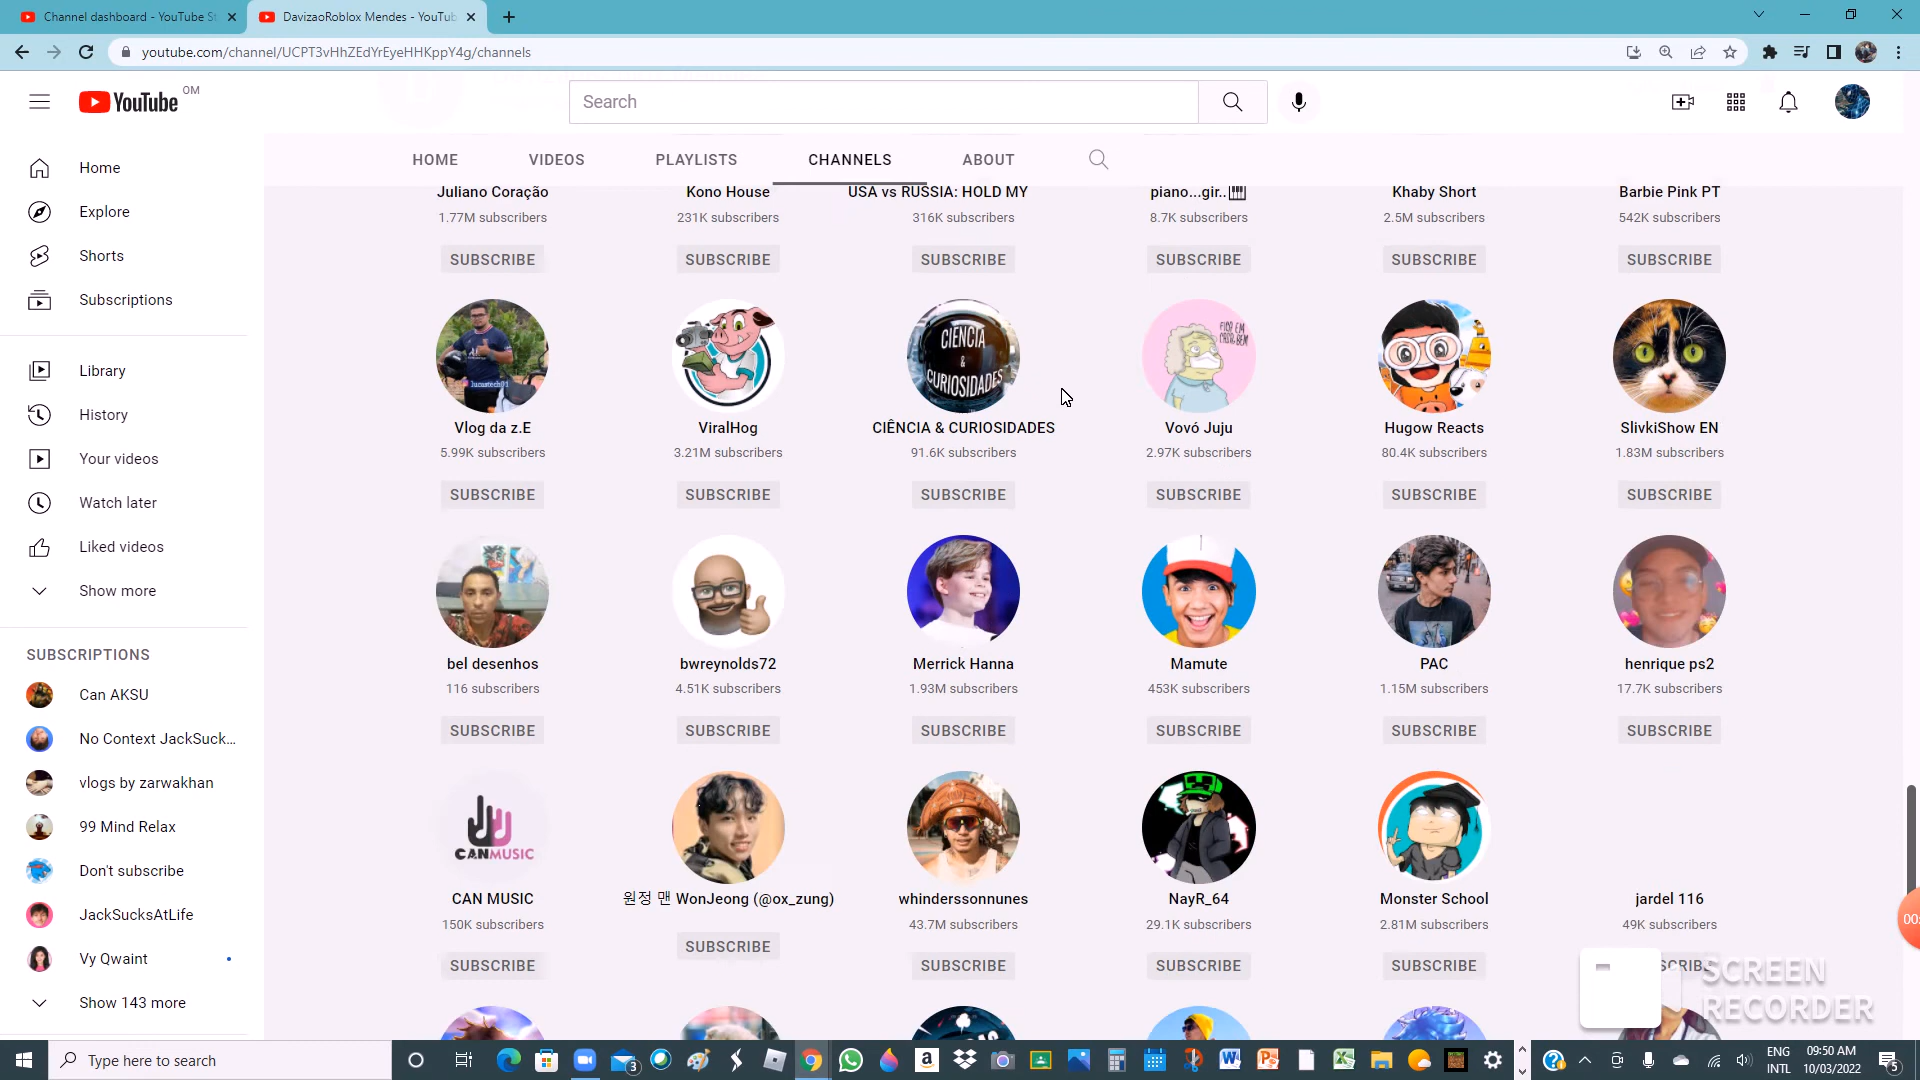 Channel dashboard - YouTube St
DavizaoRoblox Mendes - YouTub
youtube.com/channel/UCPT3vHhZEdYrEyeHHKppY4g/channels
YouTube OM
Search
HOME VIDEOS PLAYLISTS CHANNELS ABOUT
Home
Explore
Shorts
Subscriptions
Library
History
Your videos
Watch later
Liked videos
Show more
SUBSCRIPTIONS
Can AKSU
No Context JackSuck...
vlogs by zarwakhan
99 Mind Relax
Don't subscribe
JackSucksAtLife
Vy Qwaint
Show 143 more
Juliano Coração Kono House USA vs RUSSIA: HOLD MY piano...gir..🎹 Khaby Short Barbie Pink PT
1.77M subscribers 231K subscribers 316K subscribers 8.7K subscribers 2.5M subscribers 542K subscribers
SUBSCRIBE SUBSCRIBE SUBSCRIBE SUBSCRIBE SUBSCRIBE SUBSCRIBE
CIÊNCIA
&
CURIOSIDADES
FICA EM
CASA BEM
lucastech01
Vlog da z.E ViralHog CIÊNCIA & CURIOSIDADES Vovó Juju Hugow Reacts SlivkiShow EN
5.99K subscribers 3.21M subscribers 91.6K subscribers 2.97K subscribers 80.4K subscribers 1.83M subscribers
SUBSCRIBE SUBSCRIBE SUBSCRIBE SUBSCRIBE SUBSCRIBE SUBSCRIBE
bel desenhos bwreynolds72 Merrick Hanna Mamute PAC henrique ps2
116 subscribers 4.51K subscribers 1.93M subscribers 453K subscribers 1.15M subscribers 17.7K subscribers
SUBSCRIBE SUBSCRIBE SUBSCRIBE SUBSCRIBE SUBSCRIBE SUBSCRIBE
CANMUSIC
CAN MUSIC 원정 맨 WonJeong (@ox_zung) whinderssonnunes NayR_64 Monster School jardel 116
150K subscribers 43.7M subscribers 29.1K subscribers 2.81M subscribers 49K subscribers
SUBSCRIBE SUBSCRIBE SUBSCRIBE SUBSCRIBE SUBSCRIBE
00:
SCREEN
RECORDER
Type here to search
3
ENG
INTL
09:50 AM
10/03/2022
5